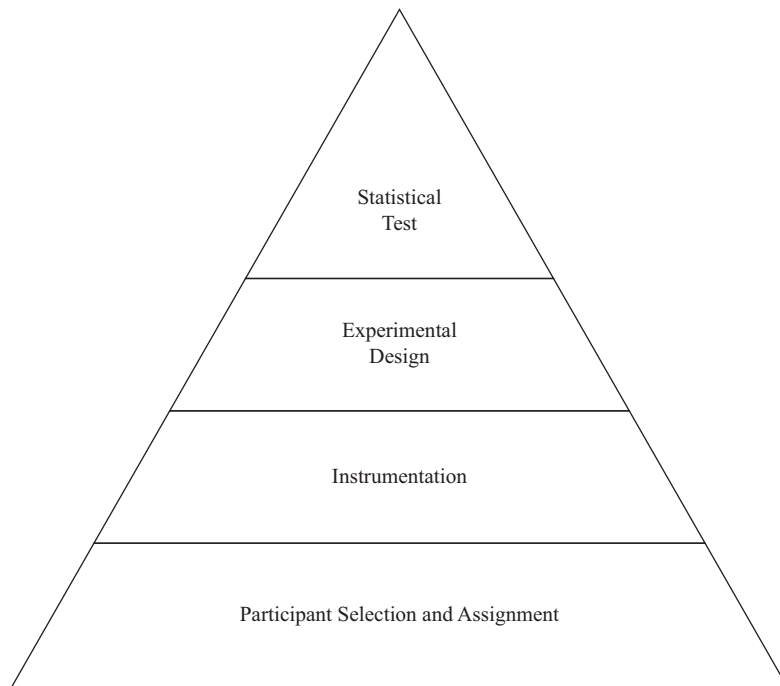 Statistical
Test
Experimental
Design
Instrumentation
Participant Selection and Assignment